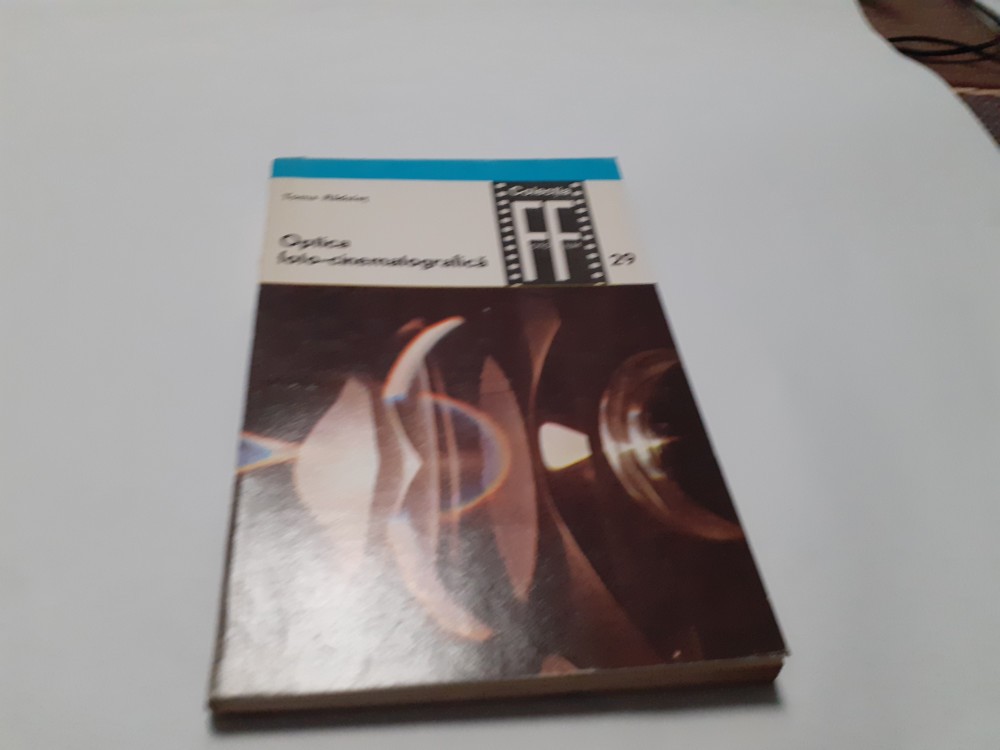 Colecția
FF
Optica
foto-cinematografică
29